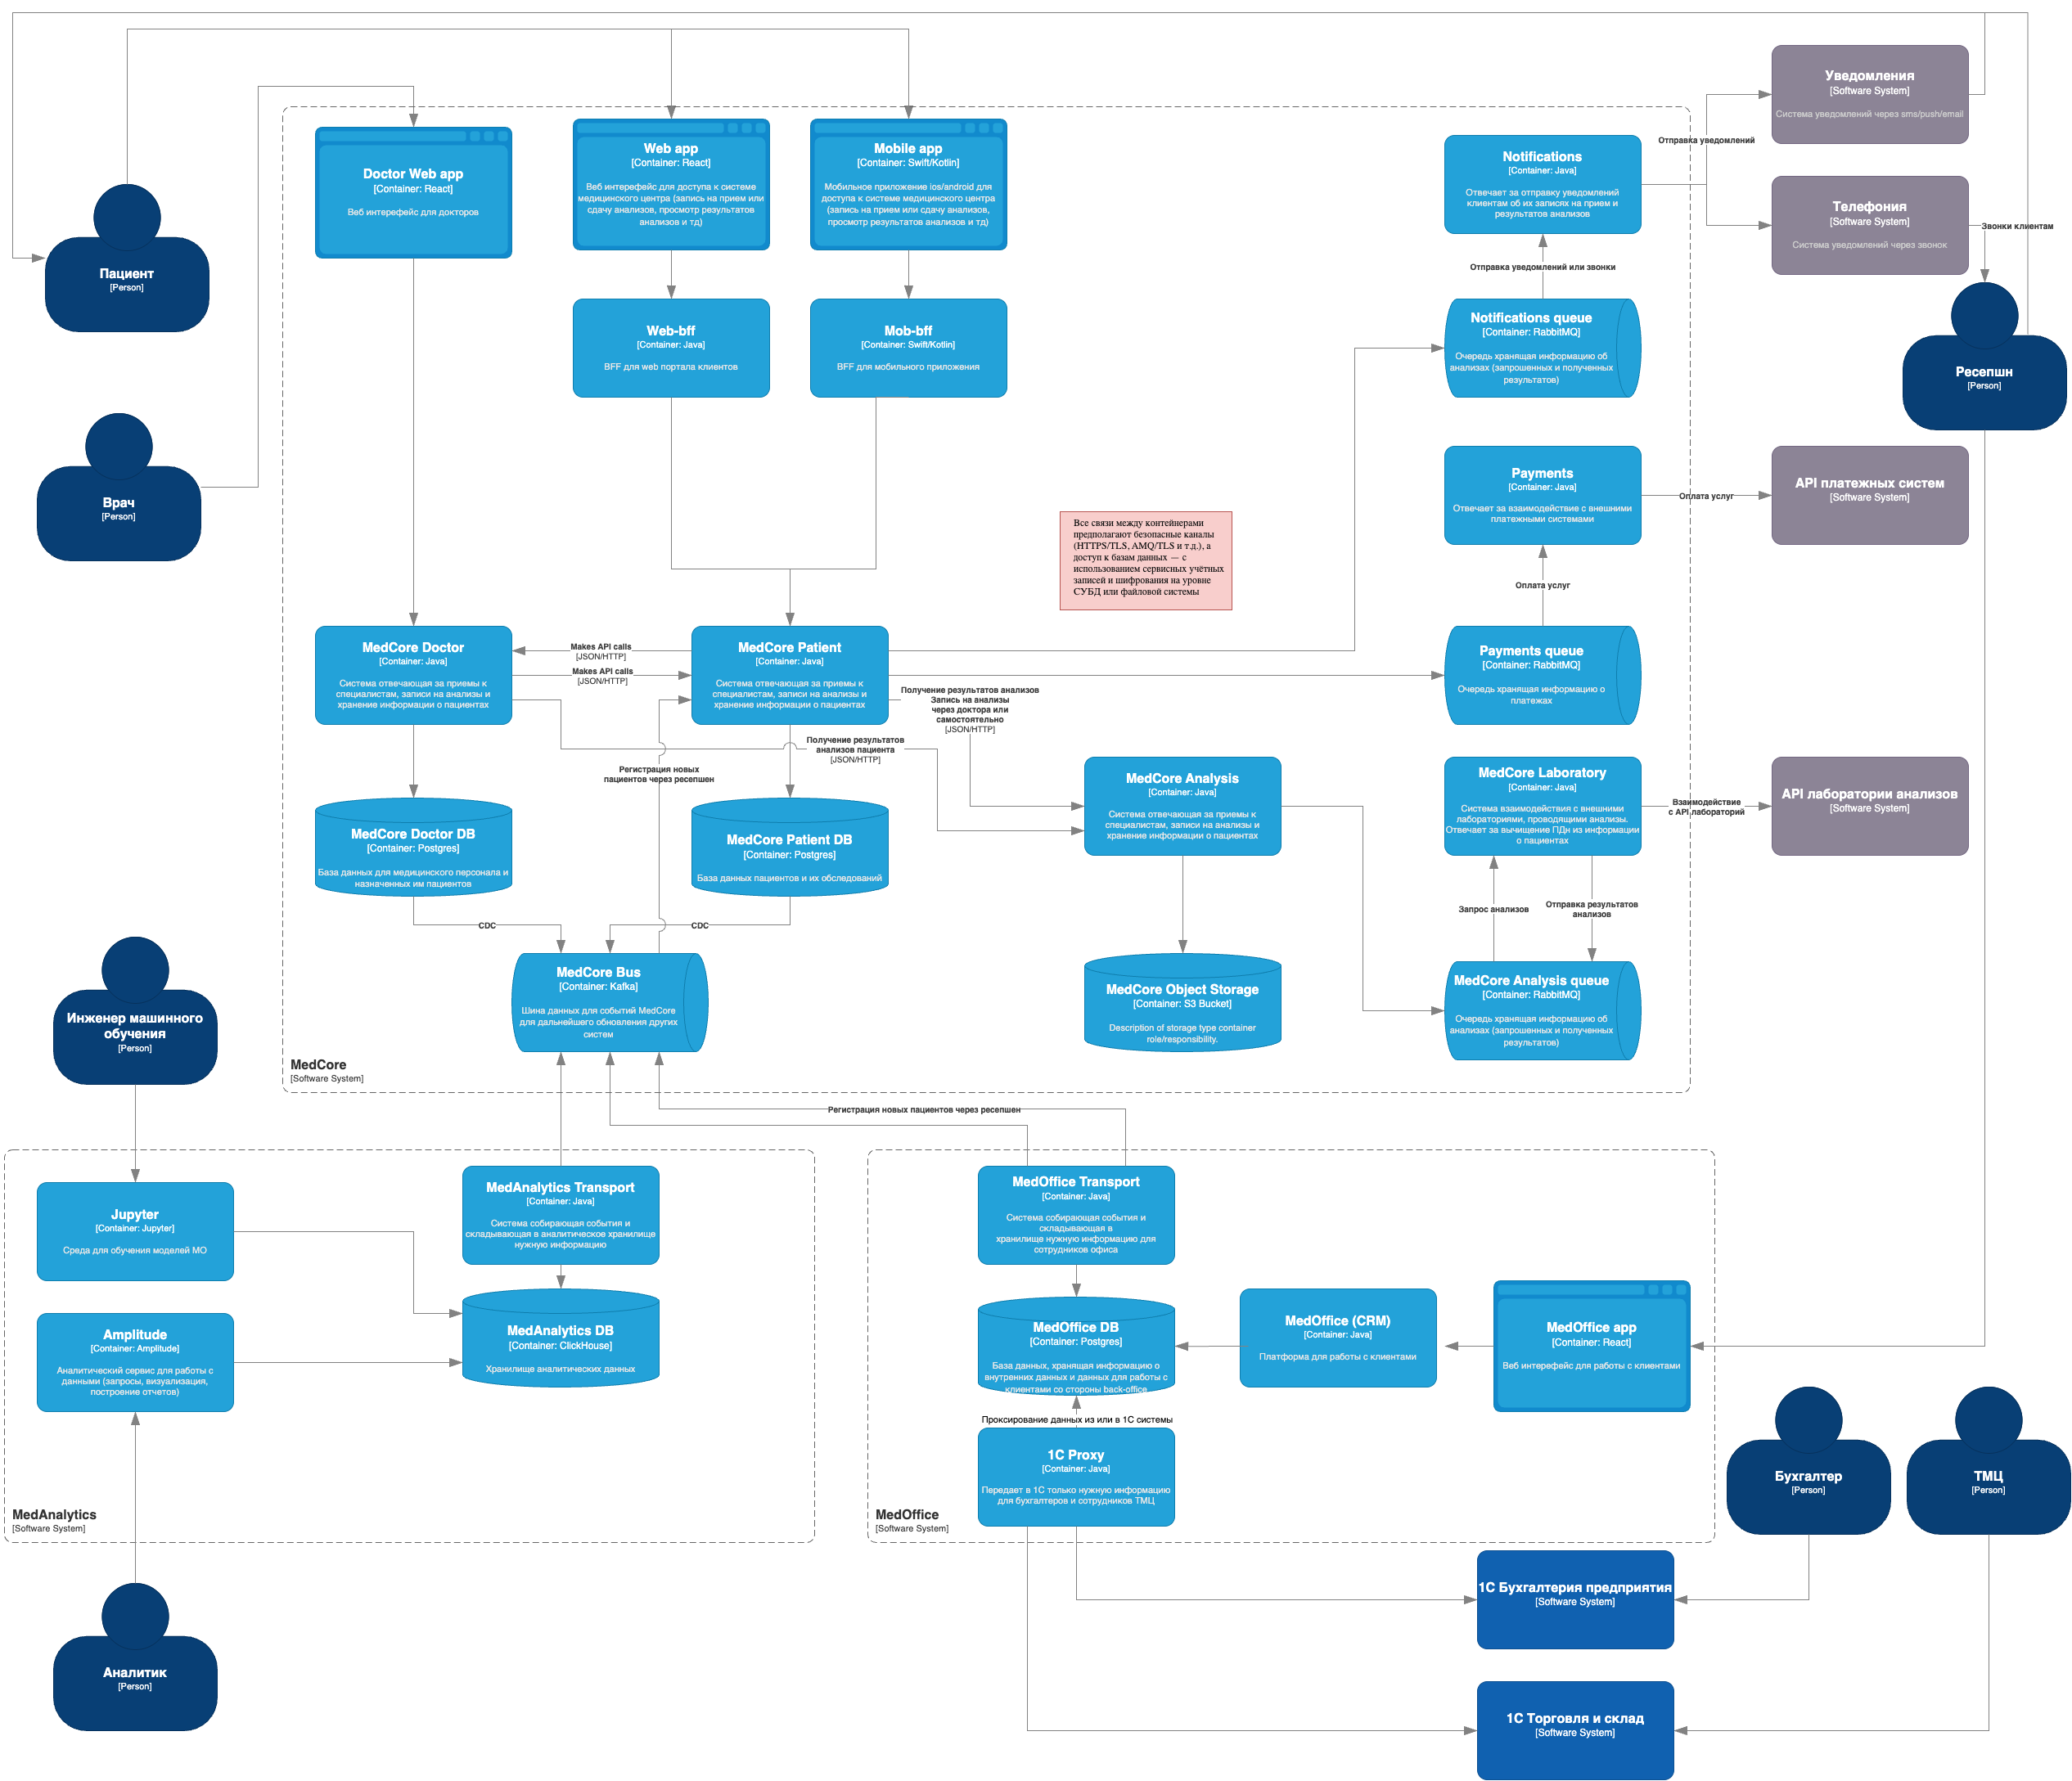 Уведомления
[Software System]
Система уведомлений через sms/push/email
Отправка уведомлений
Телефония
[Software System]
Система уведомлений через звонок
Звонки клиентам
Ресепшн
[Person]
Пациент
[Person]
Врач
[Person]
Doctor Web app
[Container: React]
Веб интерфейс для докторов
Web app
[Container: React]
Веб интерфейс для доступа к системе
медицинского центра (запись на прием или
сдачу анализов, просмотр результатов
анализов и тд)
Mobile app
[Container: Swift/Kotlin]
Мобильное приложение ios/android для
доступа к системе медицинского центра
(запись на прием или сдачу анализов,
просмотр результатов анализов и тд)
Notifications
[Container: Java]
Отвечает за отправку уведомлений
клиентам об их записях на прием и
результатов анализов
Отправка уведомлений или звонки
Web-bff
[Container: Java]
BFF для web портала клиентов
Mob-bff
[Container: Swift/Kotlin]
BFF для мобильного приложения
Notifications queue
[Container: RabbitMQ]
Очередь хранящая информацию об
анализах (запрошенных и полученных
результатов)
Payments
[Container: Java]
Отвечает за взаимодействие с внешними
платежными системами
Оплата услуг
API платежных систем
[Software System]
Все связи между контейнерами
предполагают безопасные каналы
(HTTPS/TLS, AMQ/TLS и т.д.), а
доступ к базам данных — с
использованием сервисных учётных
записей и шифрования на уровне
СУБД или файловой системы
Оплата услуг
MedCore Doctor
[Container: Java]
Система отвечающая за приемы к
специалистам, записи на анализы и
хранение информации о пациентах
Makes API calls
[JSON/HTTP]
Makes API calls
[JSON/HTTP]
MedCore Patient
[Container: Java]
Система отвечающая за приемы к
специалистам, записи на анализы и
хранение информации о пациентах
Payments queue
[Container: RabbitMQ]
Очередь хранящая информацию о
платежах
Получение результатов анализов
Запись на анализы
через доктора или
самостоятельно
[JSON/HTTP]
Получение результатов
анализов пациента
[JSON/HTTP]
Регистрация новых
пациентов через ресепшен
MedCore Analysis
[Container: Java]
Система отвечающая за приемы к
специалистам, записи на анализы и
хранение информации о пациентах
MedCore Laboratory
[Container: Java]
Система взаимодействия с внешними
лабораториями, проводящими анализы.
Отвечает за вычищение ПДн из информации
о пациентах
Взаимодействие
с API лабораторий
API лаборатории анализов
[Software System]
MedCore Doctor DB
[Container: Postgres]
База данных для медицинского персонала и
назначенных им пациентов
MedCore Patient DB
[Container: Postgres]
База данных пациентов и их обследований
CDC
CDC
Запрос анализов
Отправка результатов
анализов
MedCore Bus
[Container: Kafka]
Шина данных для событий MedCore
для дальнейшего обновления других
систем
MedCore Object Storage
[Container: S3 Bucket]
Description of storage type container
role/responsibility.
MedCore Analysis queue
[Container: RabbitMQ]
Очередь хранящая информацию об
анализах (запрошенных и полученных
результатов)
MedCore
[Software System]
Инженер машинного
обучения
[Person]
Регистрация новых пациентов через ресепшен
Jupyter
[Container: Jupyter]
Среда для обучения моделей МО
MedAnalytics Transport
[Container: Java]
Система собирающая события и
складывающая в аналитическое хранилище
нужную информацию
Amplitude
[Container: Amplitude]
Аналитический сервис для работы с
данными (запросы, визуализация,
построение отчетов)
MedAnalytics DB
[Container: ClickHouse]
Хранилище аналитических данных
MedAnalytics
[Software System]
Аналитик
[Person]
MedOffice Transport
[Container: Java]
Система собирающая события и
складывающая в
хранилище нужную информацию для
сотрудников офиса
MedOffice DB
[Container: Postgres]
База данных, хранящая информацию о
внутренних данных и данных для работы с
клиентами со стороны back-office
MedOffice (CRM)
[Container: Java]
Платформа для работы с клиентами
MedOffice app
[Container: React]
Веб интерефейс для работы с клиентами
Проксирование данных из или в 1С системы
1C Proxy
[Container: Java]
Передает в 1С только нужную информацию
для бухгалтеров и сотрудников ТМЦ
MedOffice
[Software System]
Бухгалтер
[Person]
ТМЦ
[Person]
1С Бухгалтерия предприятия
[Software System]
1С Торговля и склад
[Software System]